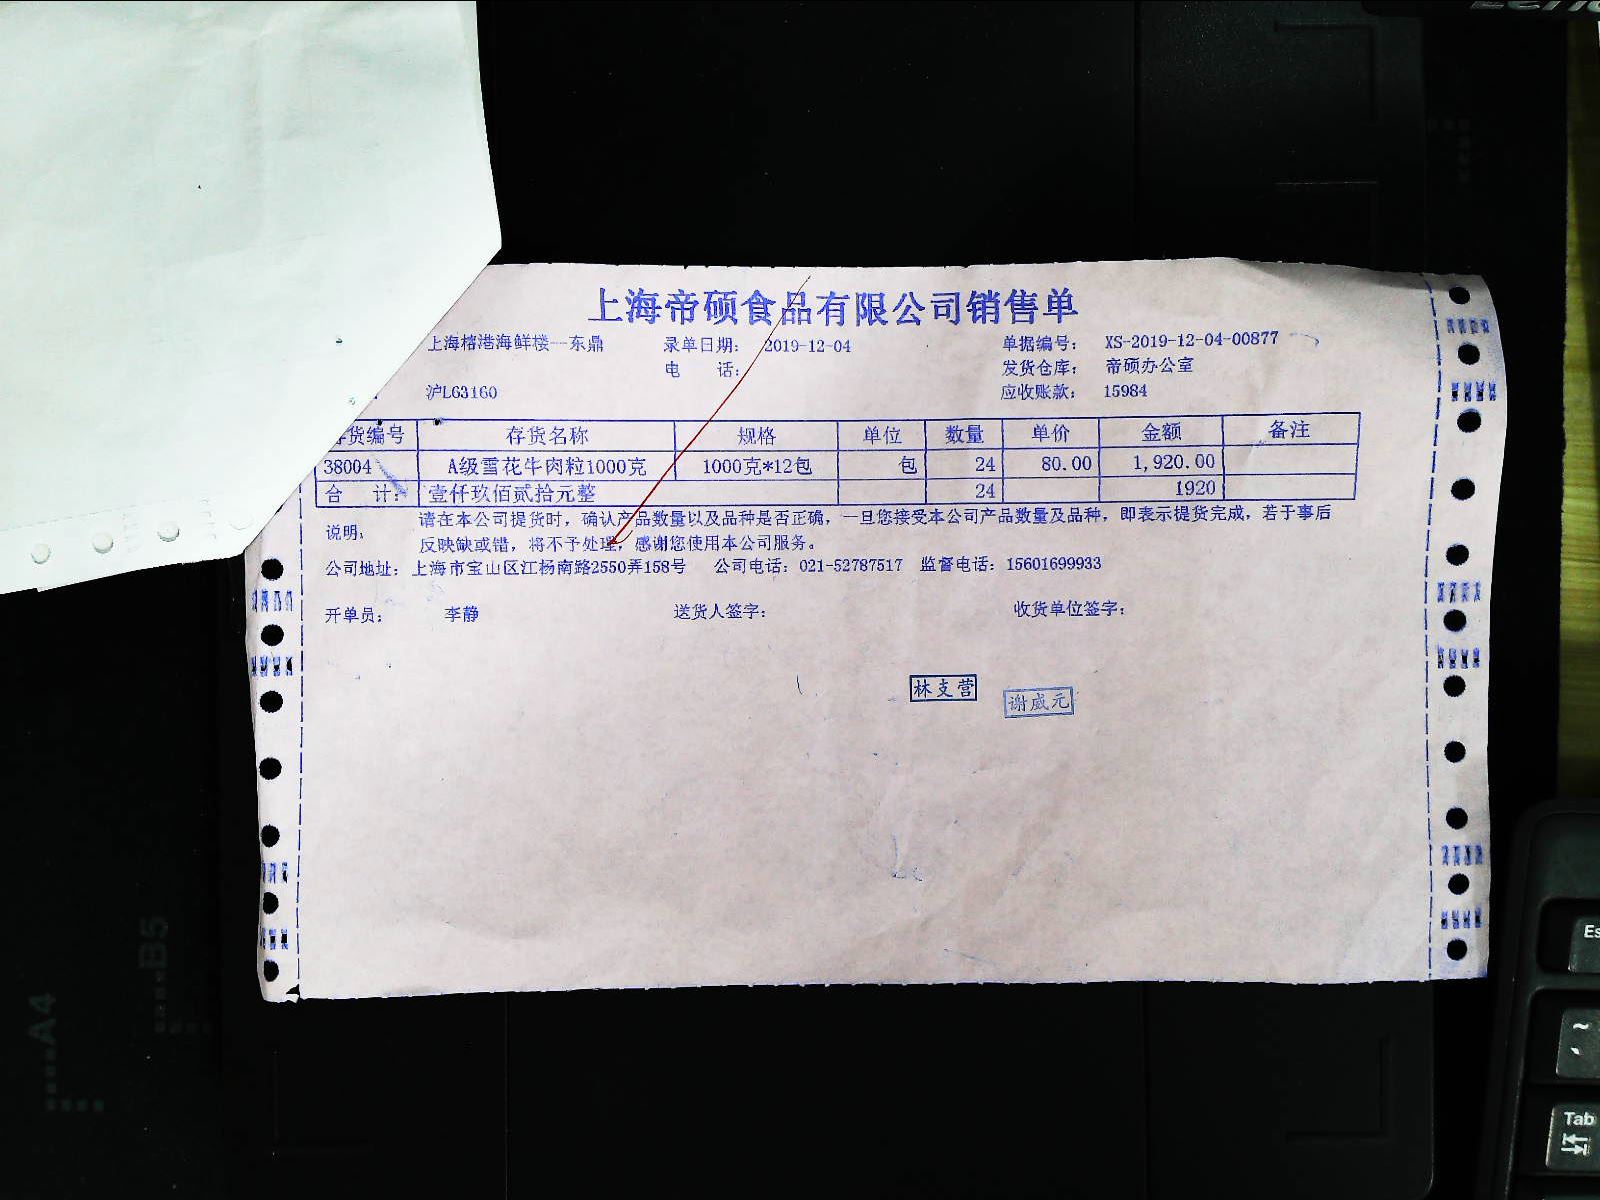 上海帝硕食品有限公司销售单
上海榕港海鲜楼--东鼎 录单日期: 2019-12-04 单据编号: XS-2019-12-04-00877
电 话: 发货仓库: 帝硕办公室
沪L63160 应收账款: 15984
存货编号 存货名称 规格 单位 数量 单价 金额 备注
38004 A级雪花牛肉粒1000克 1000克*12包 包 24 80.00 1,920.00
合 计: 壹仟玖佰贰拾元整 24 1920
说明: 请在本公司提货时, 确认产品数量以及品种是否正确, 一旦您接受本公司产品数量及品种, 即表示提货完成, 若于事后
反映缺或错, 将不予处理, 感谢您使用本公司服务。
公司地址: 上海市宝山区江杨南路2550弄158号 公司电话: 021-52787517 监督电话: 15601699933
开单员: 李静 送货人签字: 收货单位签字:
林支营
谢威元
B5
A4
Es
~
Tab